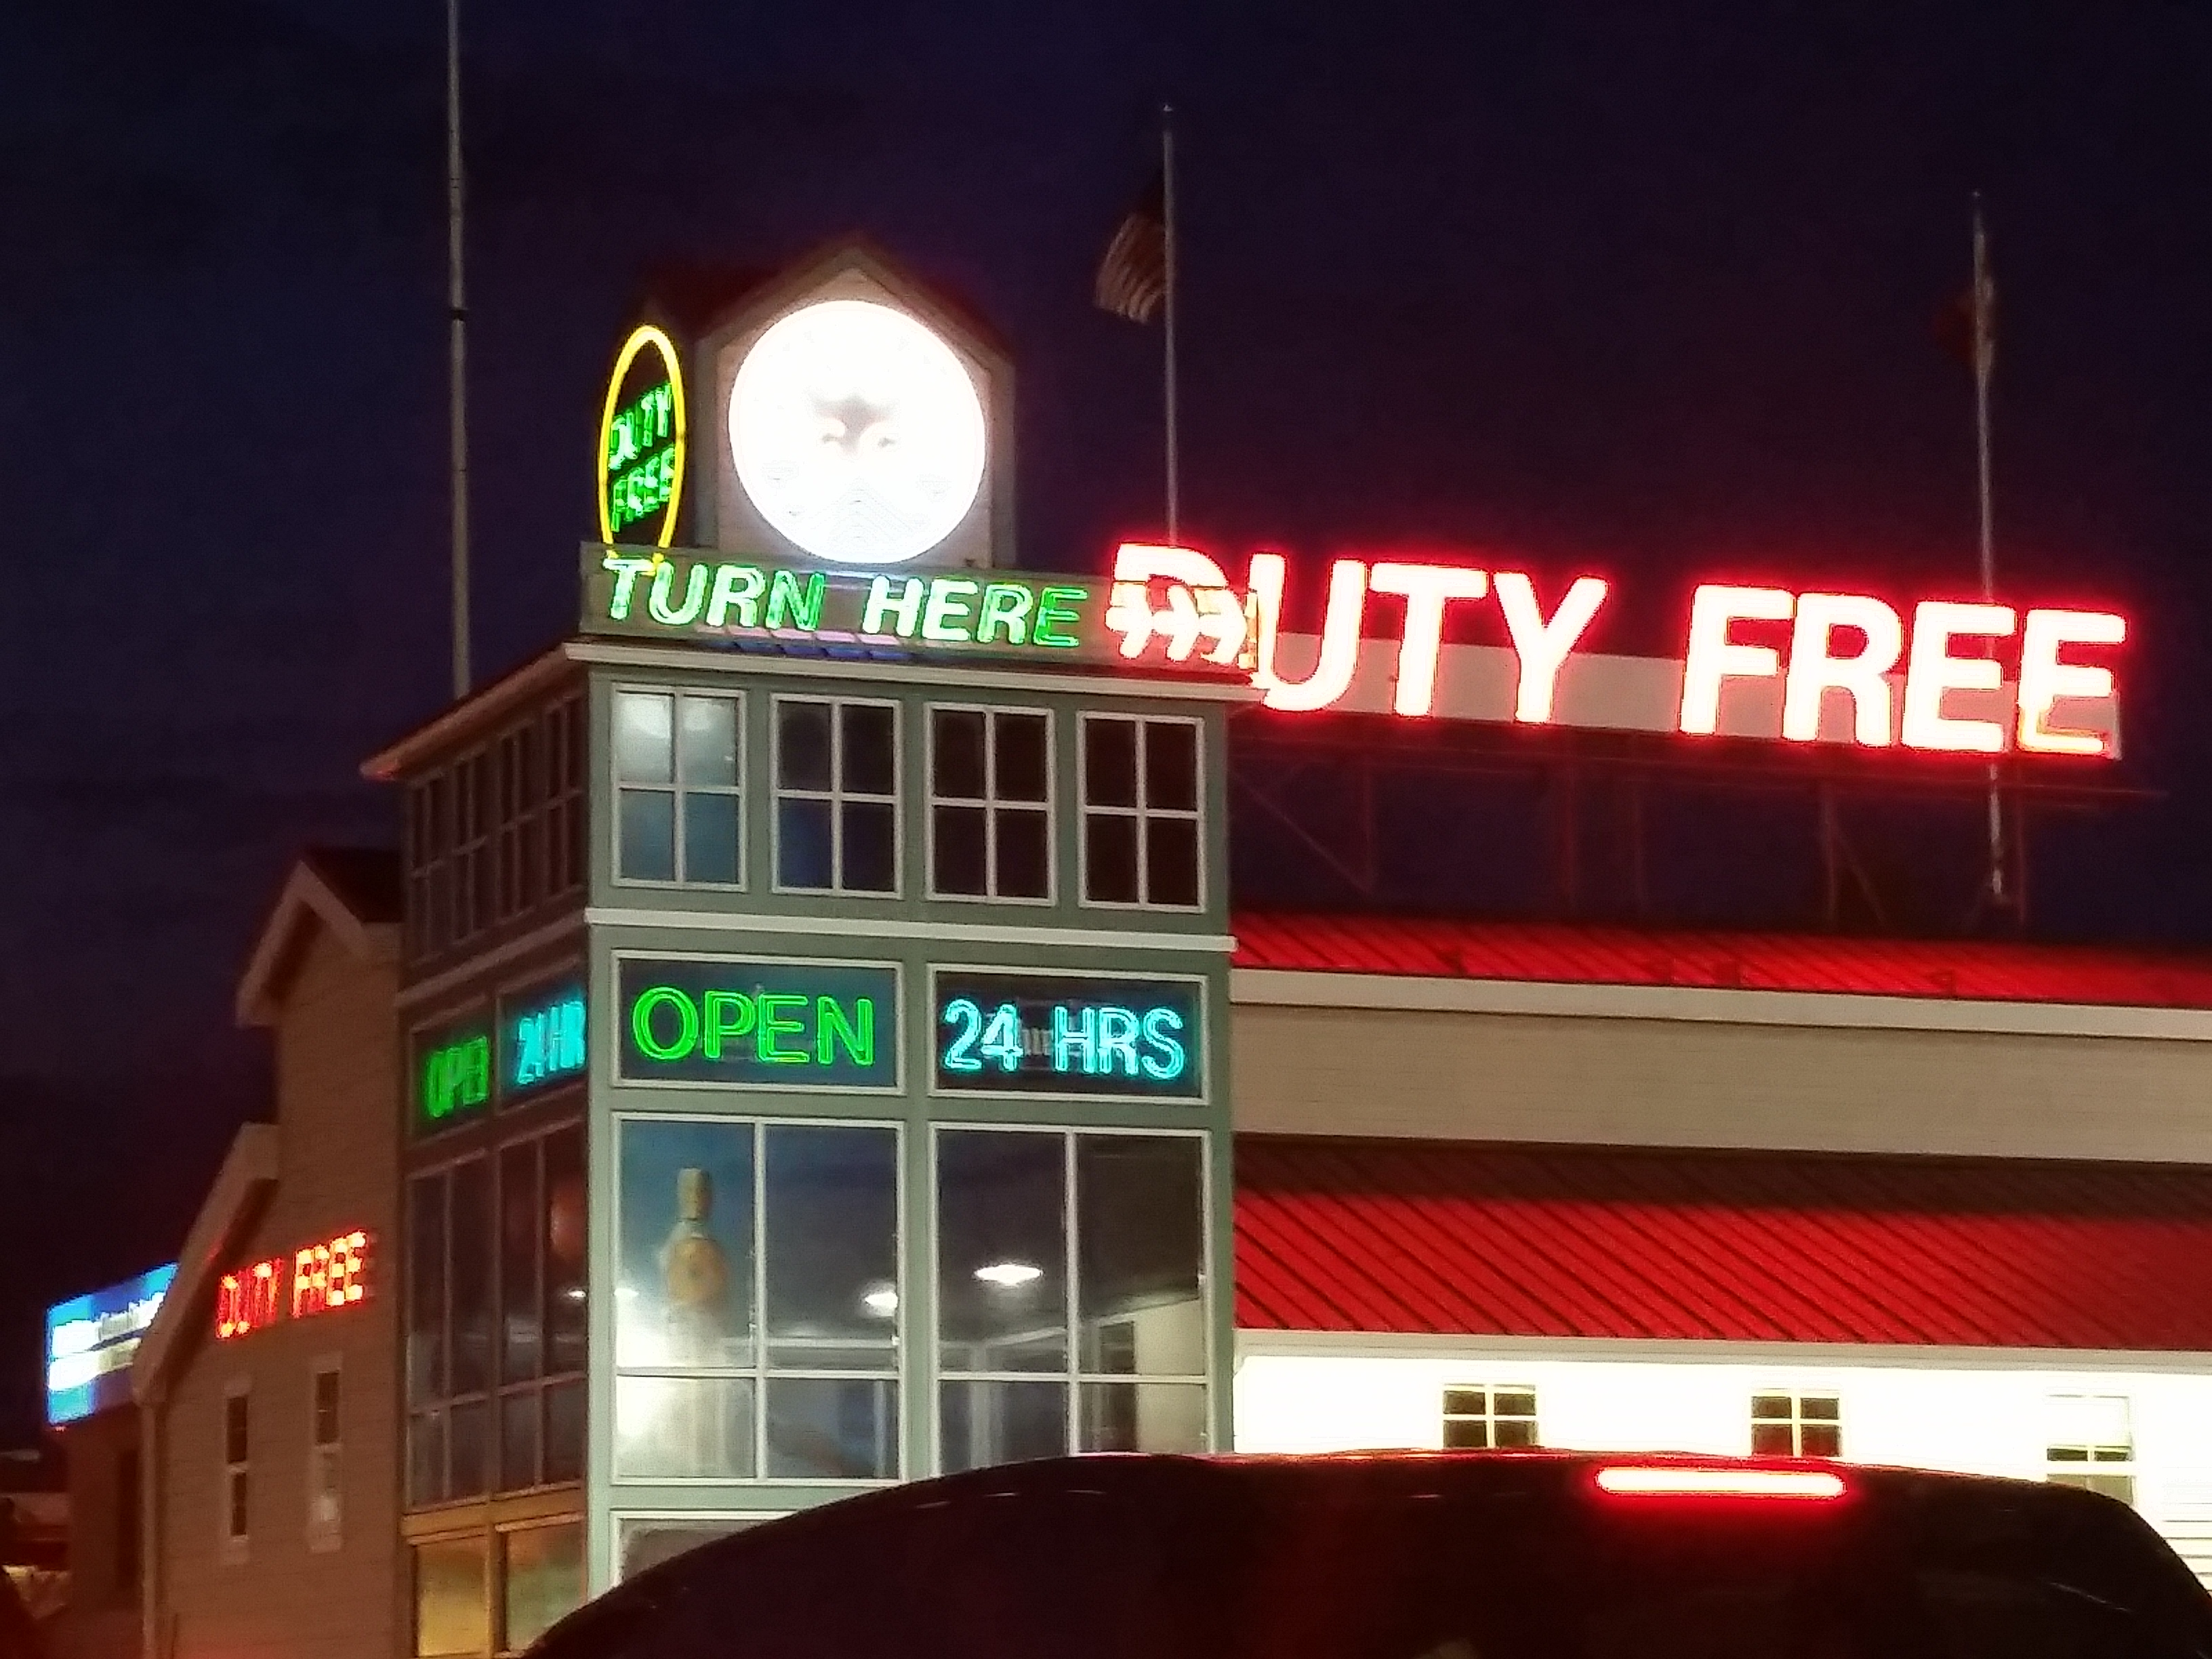 DUTY
FREE
TURN HERE
DUTY FREE
OPEN
24 HRS
OPEN
24 HR
DUTY FREE